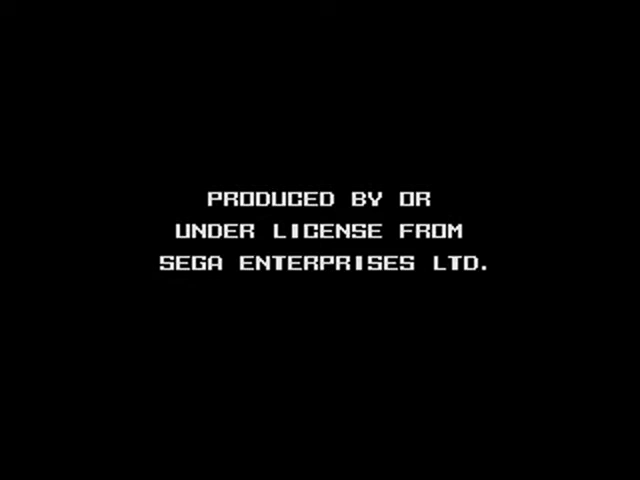 PRODUCED BY OR
UNDER LICENSE FROM
SEGA ENTERPRISES LTD.